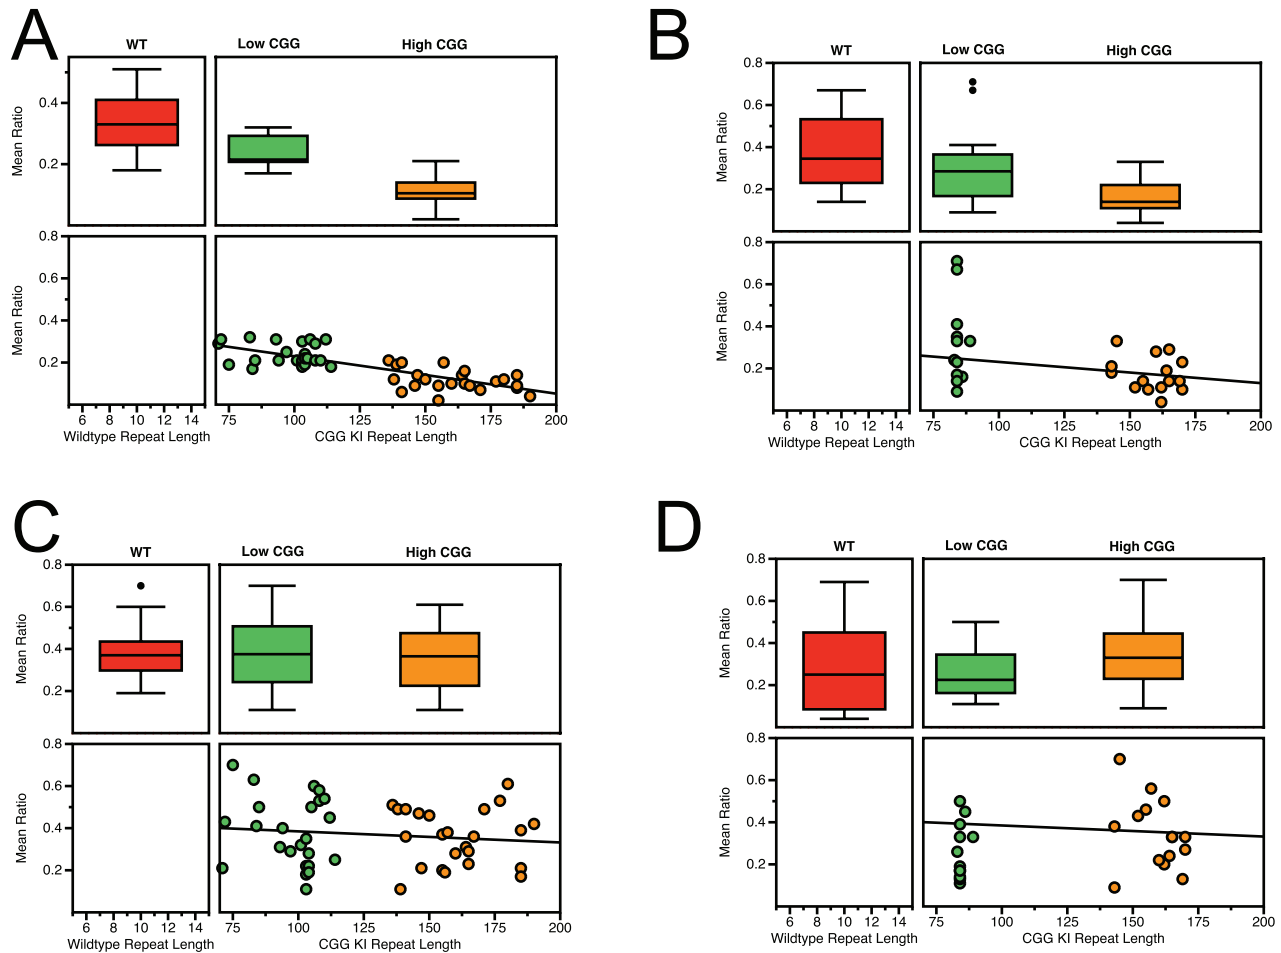 A
WT
Low CGG
High CGG
Mean Ratio
0.4
0.2
Mean Ratio
0.8
0.6
0.4
0.2
6 8 10 12 14
75 100 125 150 175 200
Wildtype Repeat Length
CGG KI Repeat Length
B
WT
Low CGG
High CGG
Mean Ratio
0.8
0.6
0.4
0.2
Mean Ratio
0.8
0.6
0.4
0.2
6 8 10 12 14
75 100 125 150 175 200
Wildtype Repeat Length
CGG KI Repeat Length
C
WT
Low CGG
High CGG
Mean Ratio
0.8
0.6
0.4
0.2
Mean Ratio
0.8
0.6
0.4
0.2
6 8 10 12 14
75 100 125 150 175 200
Wildtype Repeat Length
CGG KI Repeat Length
D
WT
Low CGG
High CGG
Mean Ratio
0.8
0.6
0.4
0.2
Mean Ratio
0.8
0.6
0.4
0.2
6 8 10 12 14
75 100 125 150 175 200
Wildtype Repeat Length
CGG KI Repeat Length